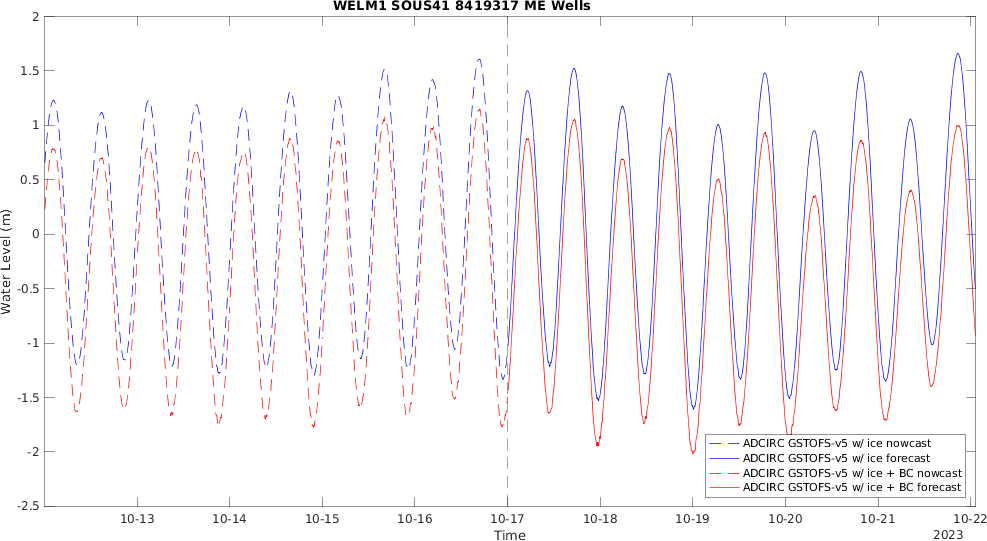 WELM1 SOUS41 8419317 ME Wells
2
1.5
1
0.5
0
-0.5
-1
-1.5
-2
-2.5
Water Level (m)
ADCIRC GSTOFS-v5 w/ ice nowcast
ADCIRC GSTOFS-v5 w/ ice forecast
ADCIRC GSTOFS-v5 w/ ice + BC nowcast
ADCIRC GSTOFS-v5 w/ ice + BC forecast
10-13 10-14 10-15 10-16 10-17 10-18 10-19 10-20 10-21 10-22
Time
2023